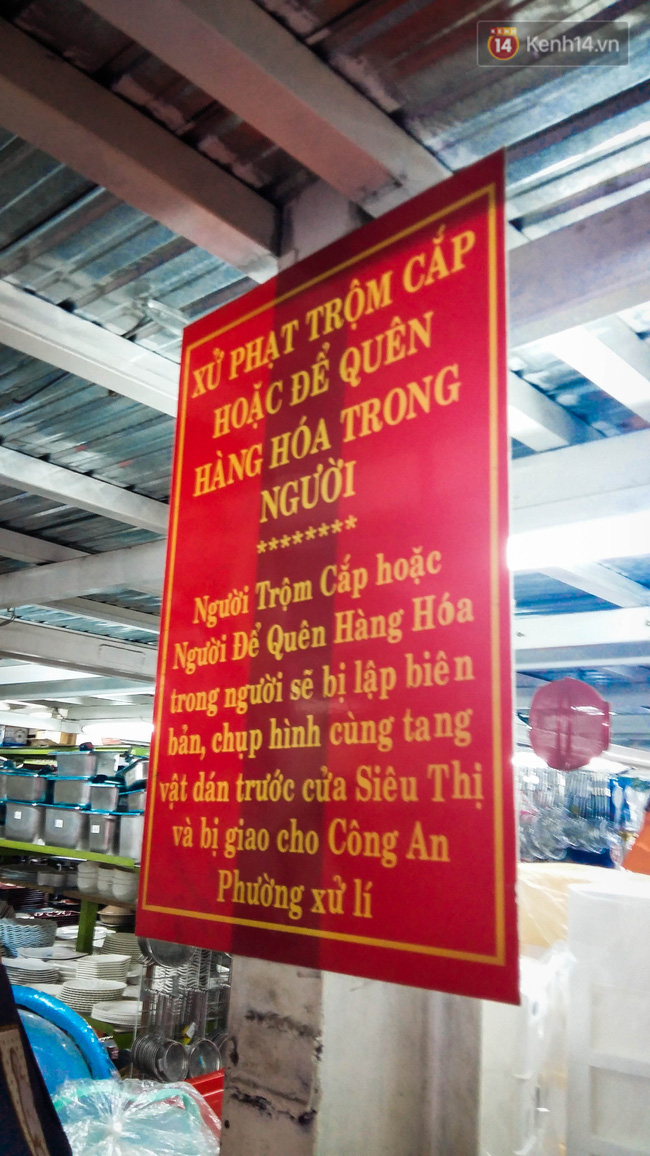 14
Kenh14.vn
XỬ PHẠT TRỘM CẮP
HOẶC ĐỂ QUÊN
HÀNG HÓA TRONG
NGƯỜI
********
Người Trộm Cắp hoặc
Người Để Quên Hàng Hóa
trong người sẽ bị lập biên
bản, chụp hình cùng tang
vật dán trước cửa Siêu Thị
và bị giao cho Công An
Phường xử lí